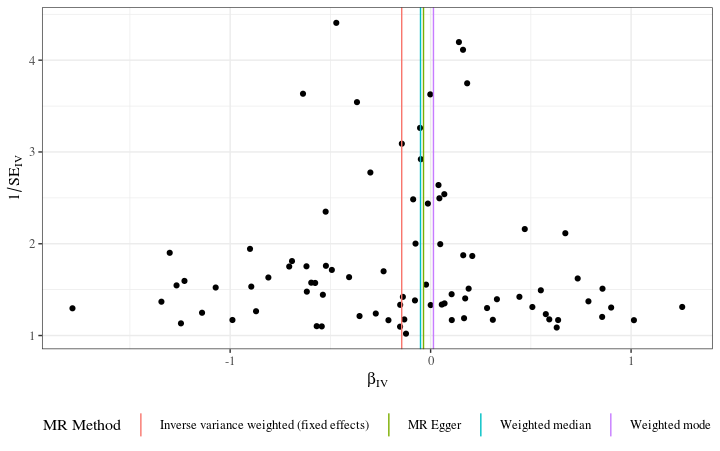 4
3
2
1
1/SE_IV
-1
0
1
β_IV
MR Method
Inverse variance weighted (fixed effects)
MR Egger
Weighted median
Weighted mode